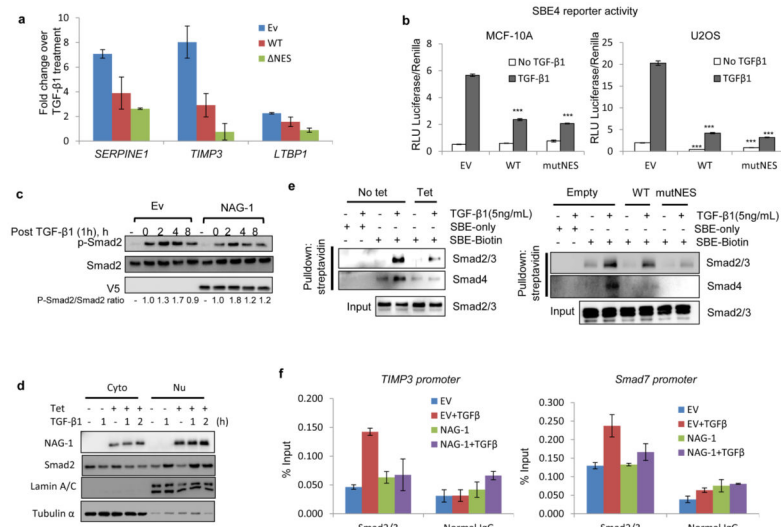 a
Fold change over
TGF-β1 treatment
10
8
6
4
2
0
Ev
WT
ΔNES
SERPINE1 TIMP3 LTBP1
b
SBE4 reporter activity
MCF-10A
RLU Luciferase/Renilla
8
6
4
2
0
No TGFβ1
TGF-β1
*** ***
EV WT mutNES
U2OS
RLU Luciferase/Renilla
25
20
15
10
5
0
No TGFβ1
TGFβ1
*** *** *** ***
EV WT mutNES
c
Ev NAG-1
Post TGF-β1 (1h), h - 0 2 4 8 - 0 2 4 8
p-Smad2
Smad2
V5
P-Smad2/Smad2 ratio - 1.0 1.3 1.7 0.9 - 1.0 1.8 1.2 1.2
e
No tet Tet
- + - + - + TGF-β1(5ng/mL)
+ + - - - - SBE-only
- - + + + + SBE-Biotin
Pulldown:
streptavidin
Smad2/3
Smad4
Input Smad2/3
Empty WT mutNES
- + - + - + - + TGF-β1(5ng/mL)
+ + - - - - - - SBE-only
- - + + + + + + SBE-Biotin
Pulldown:
streptavidin
Smad2/3
Smad4
Input Smad2/3
d
Cyto Nu
Tet - - + + + - - + + +
TGF-β1 - 1 - 1 2 - 1 - 1 2 (h)
NAG-1
Smad2
Lamin A/C
Tubulin α
f
TIMP3 promoter
% Input
0.200
0.150
0.100
0.050
0.000
EV
EV+TGFβ
NAG-1
NAG-1+TGFβ
Smad2/3 Normal IgG
Smad7 promoter
% Input
0.300
0.250
0.200
0.150
0.100
0.050
0.000
EV
EV+TGFβ
NAG-1
NAG-1+TGFβ
Smad2/3 Normal IgG